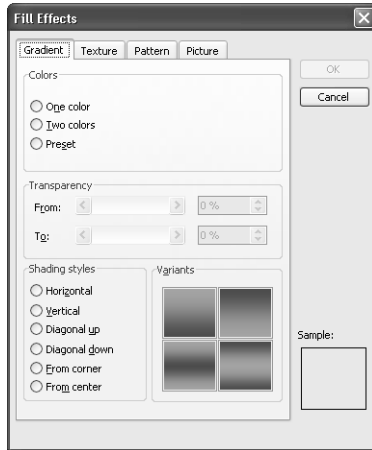 Fill Effects
Gradient Texture Pattern Picture
OK
Cancel
Colors
One color
Two colors
Preset
Transparency
From: 0 %
To: 0 %
Shading styles
Horizontal
Vertical
Diagonal up
Diagonal down
From corner
From center
Variants
Sample: